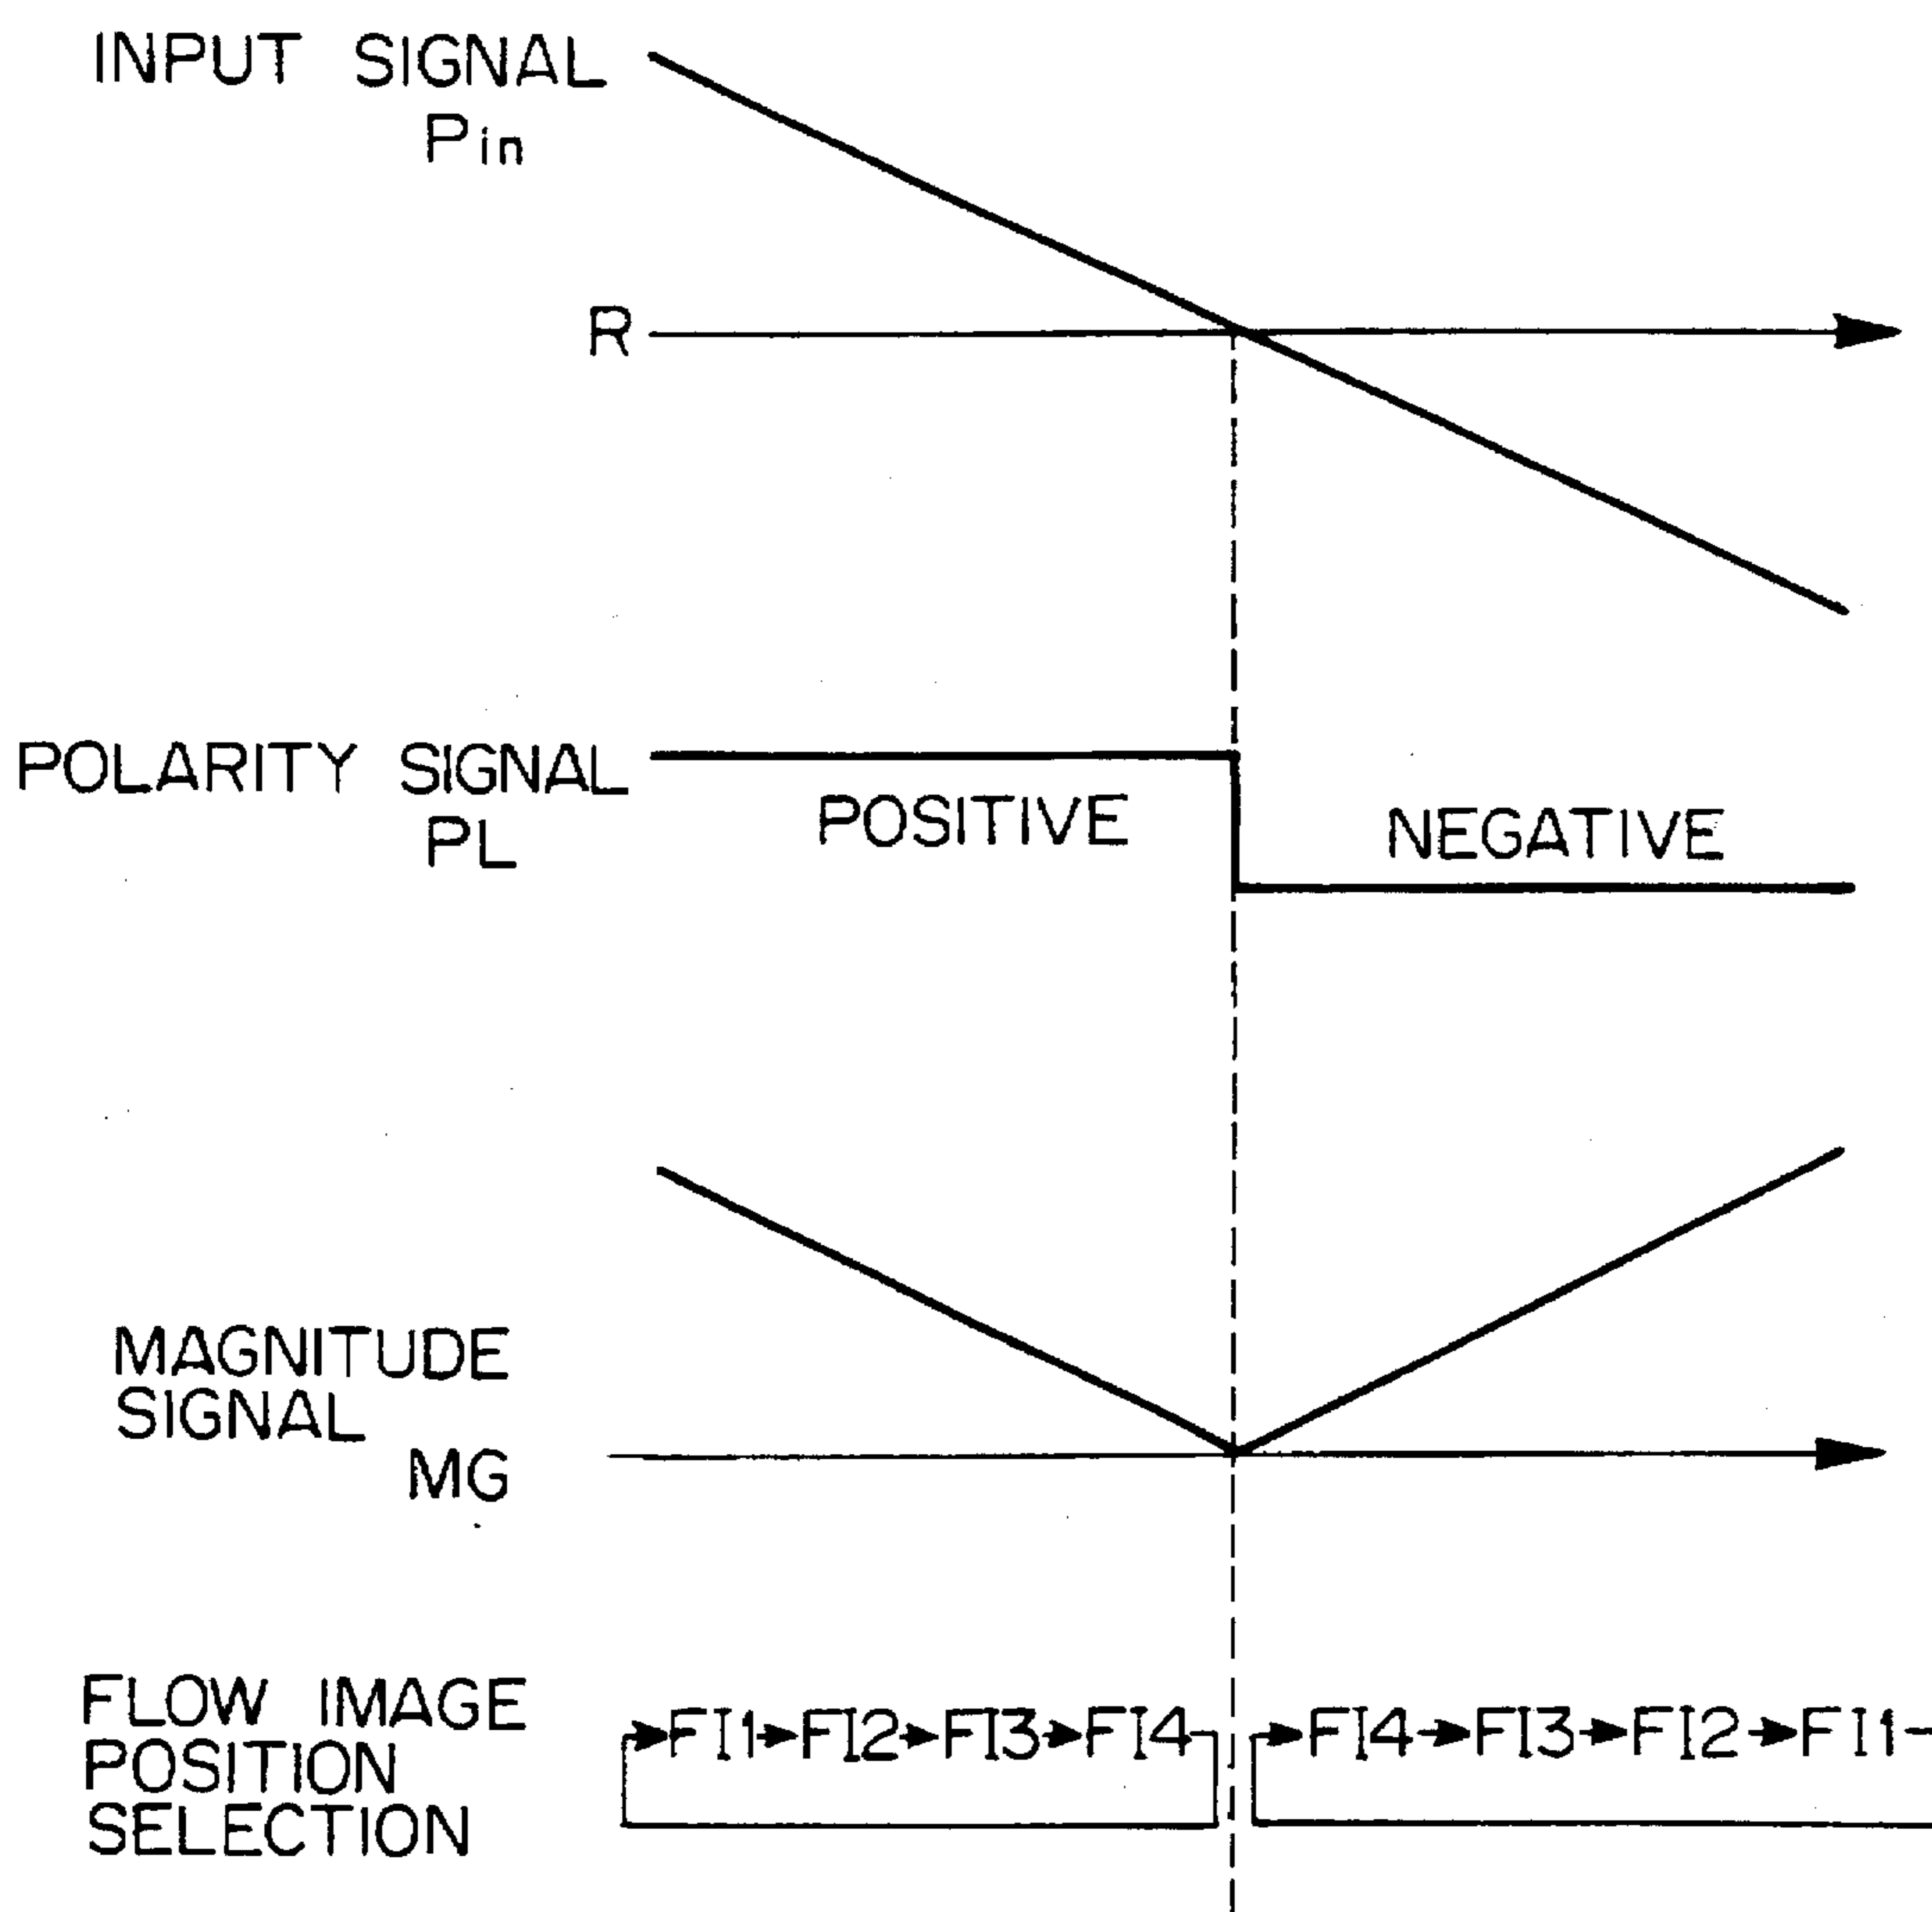 INPUT SIGNAL
Pin
R
POLARITY SIGNAL
PL
POSITIVE
NEGATIVE
MAGNITUDE
SIGNAL
MG
FLOW IMAGE
POSITION
SELECTION
FI1 FI2 FI3 FI4
FI4 FI3 FI2 FI1